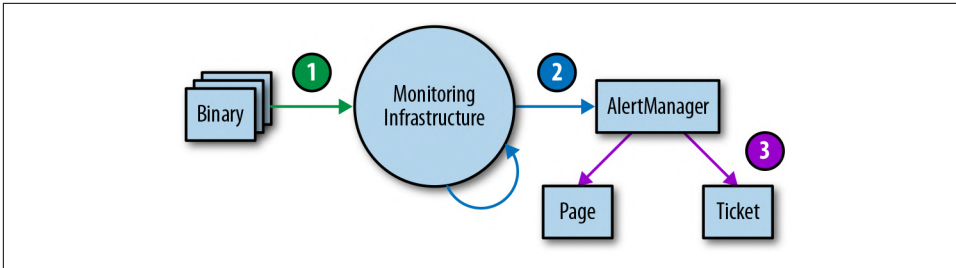 1
2
3
Binary
Monitoring
Infrastructure
AlertManager
Page
Ticket